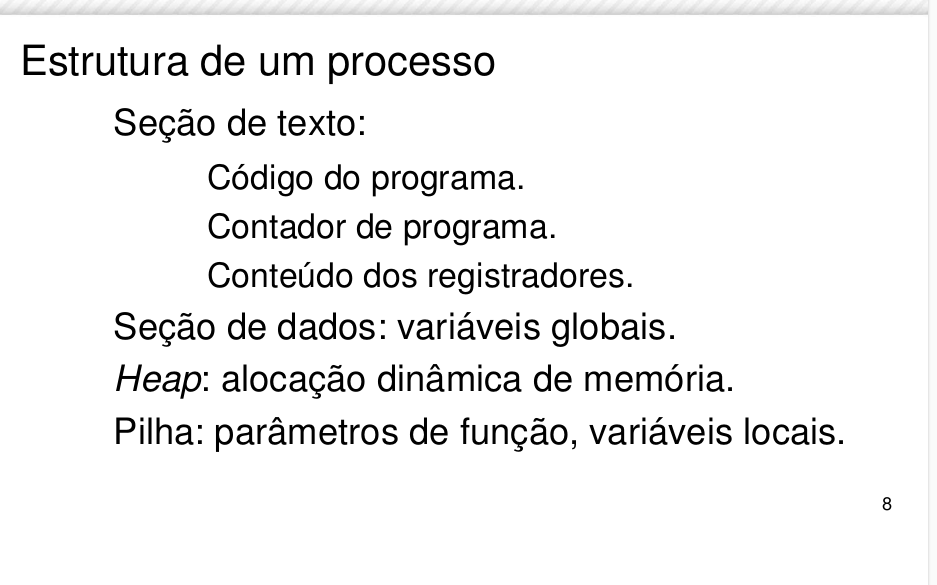 Estrutura de um processo
Seção de texto:
Código do programa.
Contador de programa.
Conteúdo dos registradores.
Seção de dados: variáveis globais.
Heap: alocação dinâmica de memória.
Pilha: parâmetros de função, variáveis locais.
8